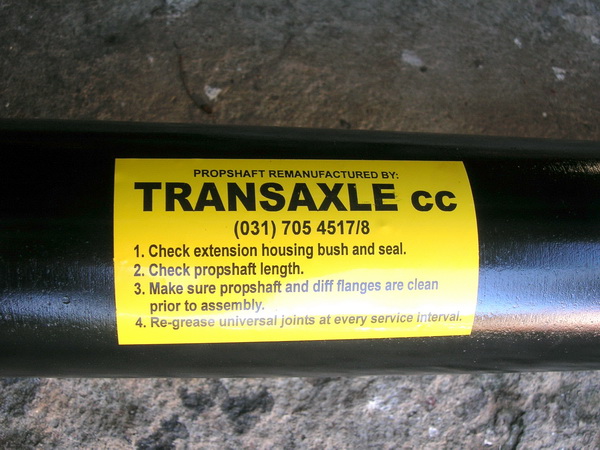 PROPSHAFT REMANUFACTURED BY:
TRANSAXLE cc
(031) 705 4517/8
1. Check extension housing bush and seal.
2. Check propshaft length.
3. Make sure propshaft and diff flanges are clean
prior to assembly.
4. Re-grease universal joints at every service interval.